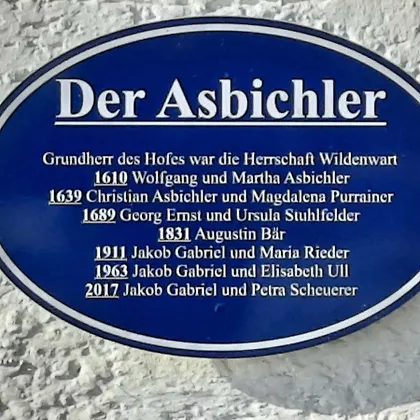 Der Asbichler
Grundherr des Hofes war die Herrschaft Wildenwart
1610 Wolfgang und Martha Asbichler
1639 Christian Asbichler und Magdalena Purrainer
1689 Georg Ernst und Ursula Stuhlfelder
1831 Augustin Bär
1911 Jakob Gabriel und Maria Rieder
1963 Jakob Gabriel und Elisabeth Ull
2017 Jakob Gabriel und Petra Scheuerer